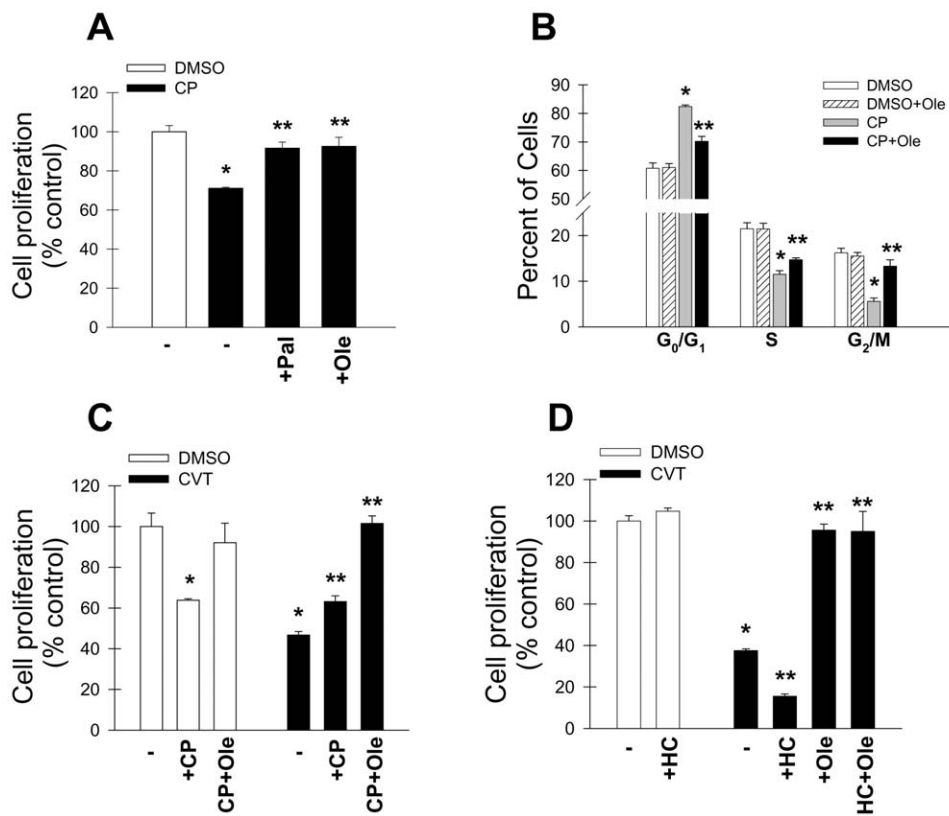 A
DMSO
CP
Cell proliferation
(% control)
120
100
80
60
40
20
0
*
**
**
-
-
+Pal
+Ole
B
DMSO
DMSO+Ole
CP
CP+Ole
Percent of Cells
90
80
70
60
50
20
10
0
*
**
*
**
*
**
G0/G1
S
G2/M
C
DMSO
CVT
Cell proliferation
(% control)
120
100
80
60
40
20
0
*
*
**
**
-
+CP
CP+Ole
-
+CP
CP+Ole
D
DMSO
CVT
Cell proliferation
(% control)
120
100
80
60
40
20
0
*
**
**
**
-
+HC
-
+HC
+Ole
HC+Ole